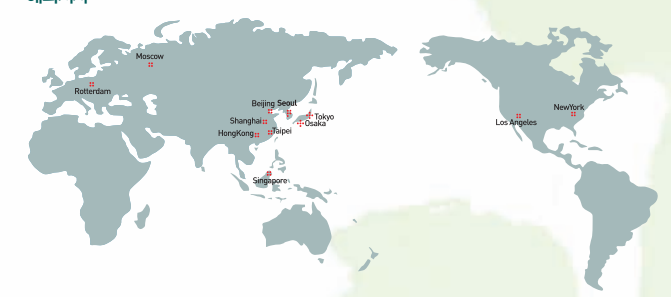 Moscow
Rotterdam
Beijing Seoul
Shanghai
Tokyo
Osaka
HongKong
Taipei
Singapore
NewYork
Los Angeles